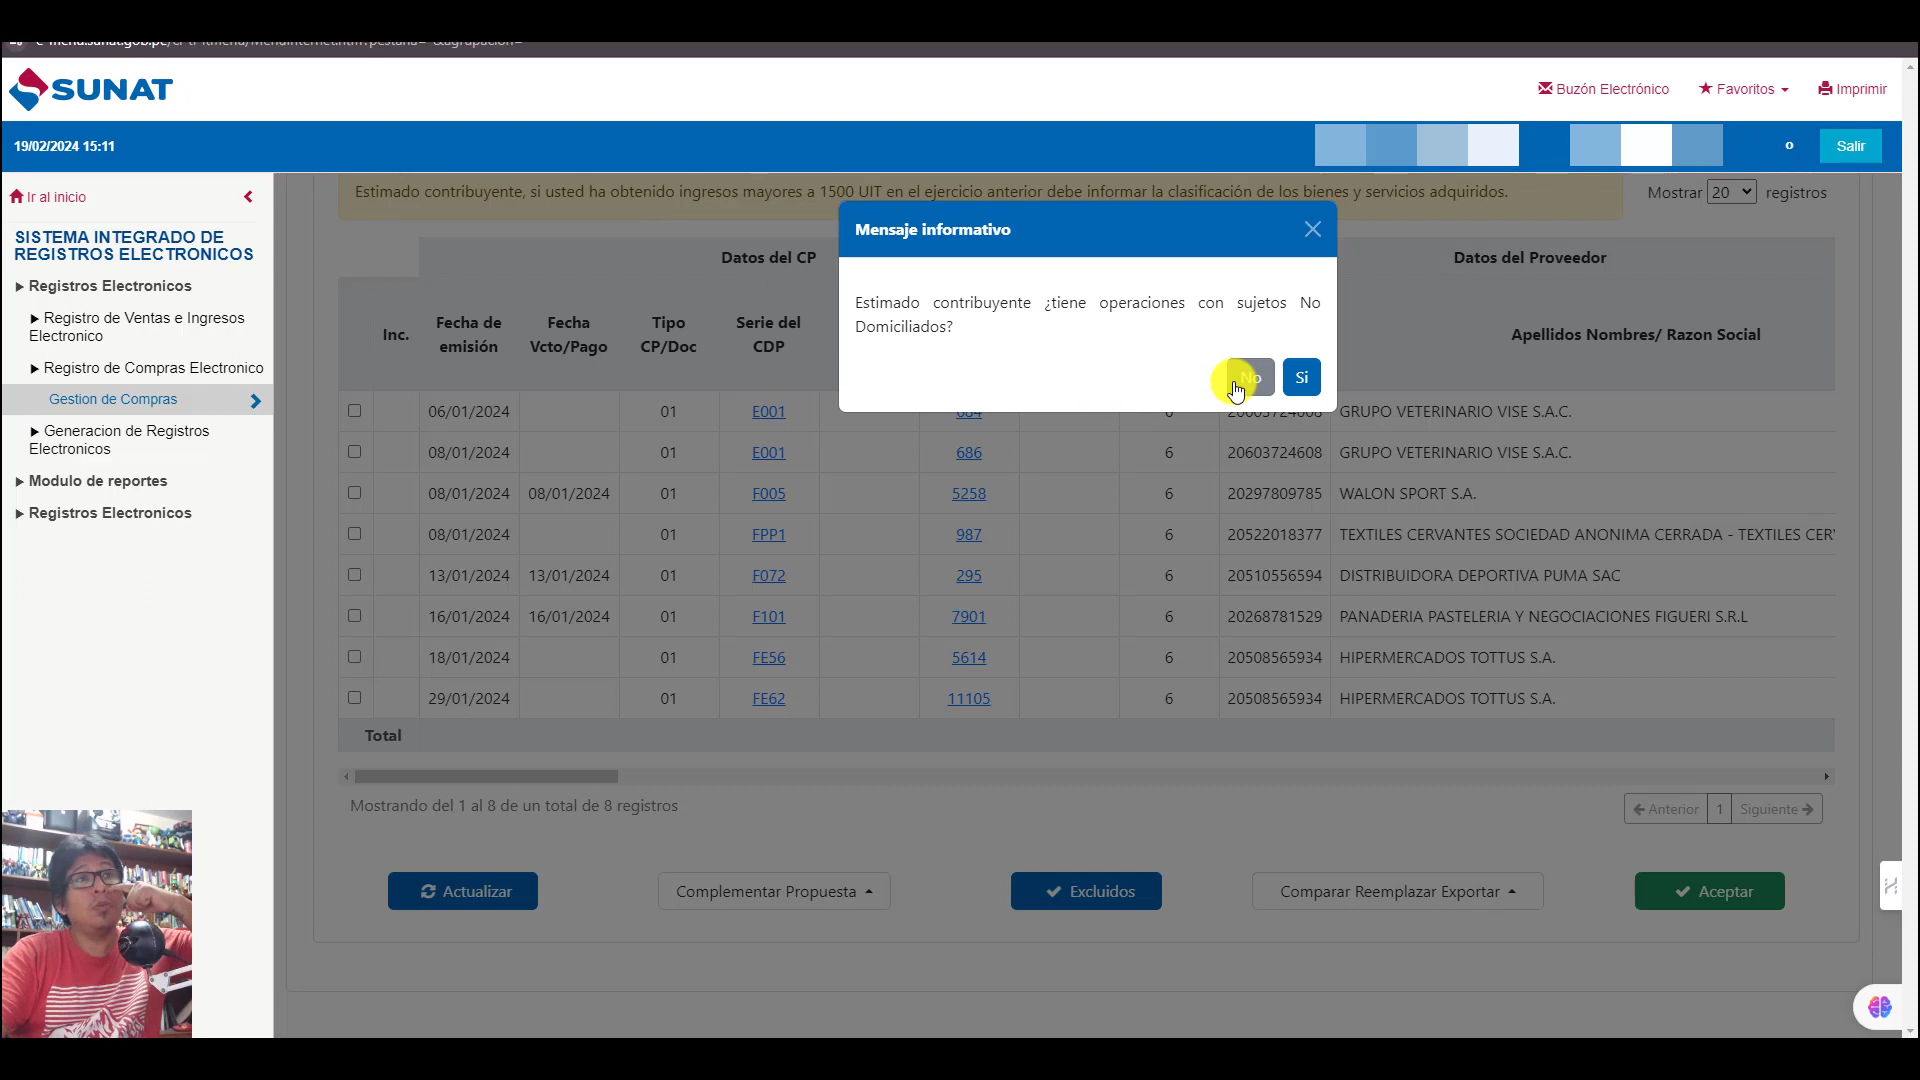 SUNAT
Buzón Electrónico
Favoritos
Imprimir
19/02/2024 15:11
o
Salir
Ir al inicio
SISTEMA INTEGRADO DE
REGISTROS ELECTRONICOS
Registros Electronicos
Registro de Ventas e Ingresos
Electronico
Registro de Compras Electronico
Gestion de Compras
Generacion de Registros
Electronicos
Modulo de reportes
Registros Electronicos
Estimado contribuyente, si usted ha obtenido ingresos mayores a 1500 UIT en el ejercicio anterior debe informar la clasificación de los bienes y servicios adquiridos.
Mostrar 20 registros
Mensaje informativo
Estimado contribuyente ¿tiene operaciones con sujetos No
Domiciliados?
No Si
Datos del CP Datos del Proveedor
Inc. Fecha de emisión Fecha Vcto/Pago Tipo CP/Doc Serie del CDP Apellidos Nombres/ Razon Social
06/01/2024 01 E001 684 6 20603724608 GRUPO VETERINARIO VISE S.A.C.
08/01/2024 01 E001 686 6 20603724608 GRUPO VETERINARIO VISE S.A.C.
08/01/2024 08/01/2024 01 F005 5258 6 20297809785 WALON SPORT S.A.
08/01/2024 01 FPP1 987 6 20522018377 TEXTILES CERVANTES SOCIEDAD ANONIMA CERRADA - TEXTILES CER
13/01/2024 13/01/2024 01 F072 295 6 20510556594 DISTRIBUIDORA DEPORTIVA PUMA SAC
16/01/2024 16/01/2024 01 F101 7901 6 20268781529 PANADERIA PASTELERIA Y NEGOCIACIONES FIGUERI S.R.L
18/01/2024 01 FE56 5614 6 20508565934 HIPERMERCADOS TOTTUS S.A.
29/01/2024 01 FE62 11105 6 20508565934 HIPERMERCADOS TOTTUS S.A.
Total
Mostrando del 1 al 8 de un total de 8 registros
Anterior 1 Siguiente
Actualizar
Complementar Propuesta
Excluidos
Comparar Reemplazar Exportar
Aceptar